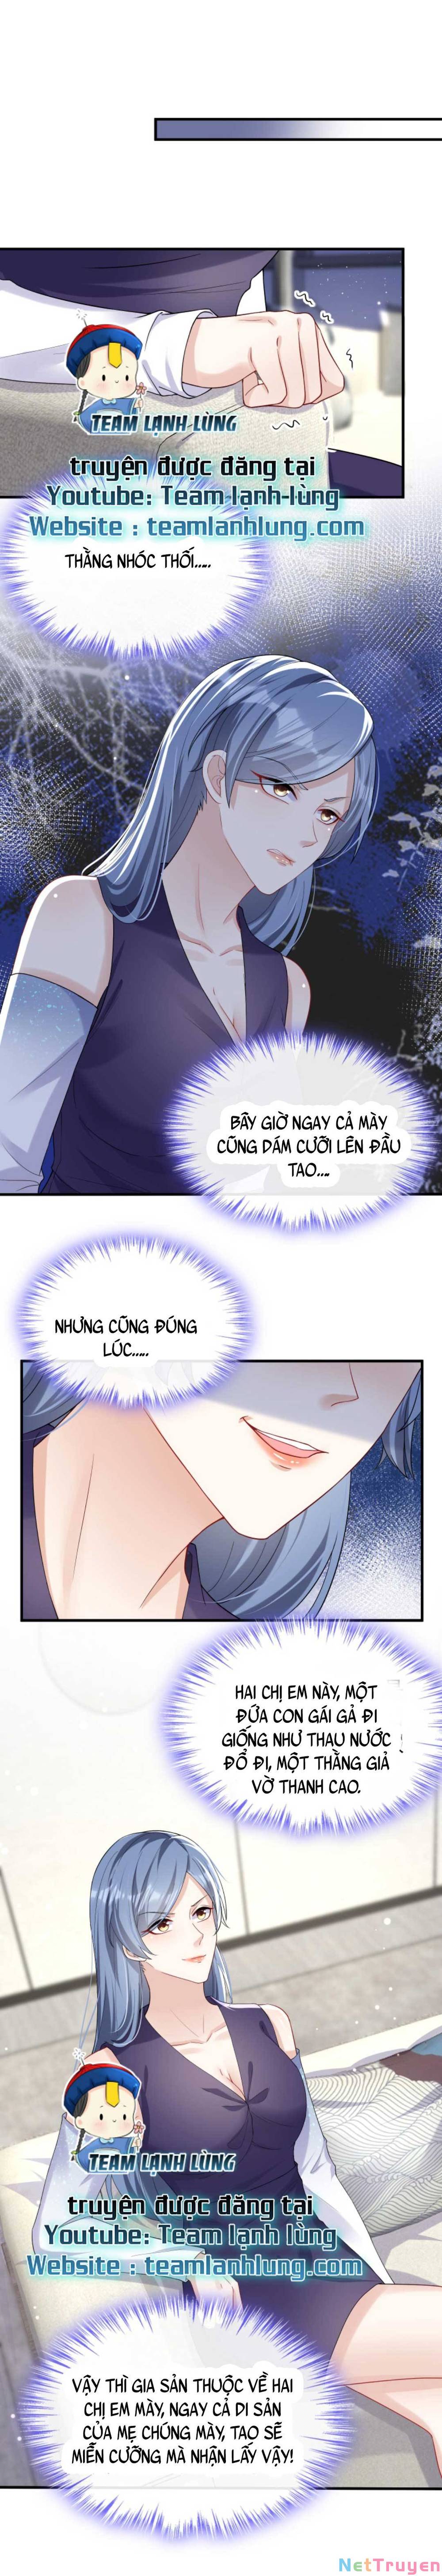 TEAM LẠNH LÙNG
truyện được đăng tại
Youtube: Team lạnh lùng
Website : teamlanhlung.com
THẰNG NHÓC THỐI.....
BÂY GIỜ NGAY CẢ MÀY
CŨNG DÁM CƯỠI LÊN ĐẦU
TAO....
NHƯNG CŨNG ĐÚNG
LÚC.....
HAI CHỊ EM NÀY, MỘT
ĐỨA CON GÁI GẢ ĐI
GIỐNG NHƯ THAU NƯỚC
ĐỔ ĐI, MỘT THẰNG GIẢ
VỜ THANH CAO.
TEAM LẠNH LÙNG
truyện được đăng tại
Youtube: Team lạnh lùng
Website : teamlanhlung.com
VẬY THÌ GIA SẢN THUỘC VỀ HAI
CHỊ EM MÀY, NGAY CẢ DI SẢN
CỦA MẸ CHÚNG MÀY, TAO SẼ
MIỄN CƯỠNG MÀ NHẬN LẤY VẬY!
NetTruyen